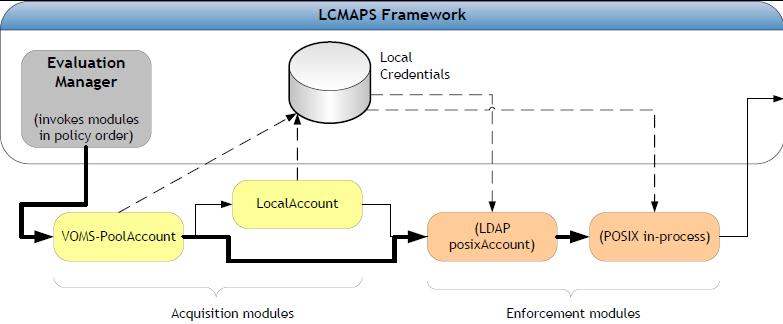 LCMAPS Framework
Evaluation
Manager
(invokes modules
in policy order)
Local
Credentials
VOMS-PoolAccount
LocalAccount
(LDAP
posixAccount)
(POSIX in-process)
Acquisition modules
Enforcement modules